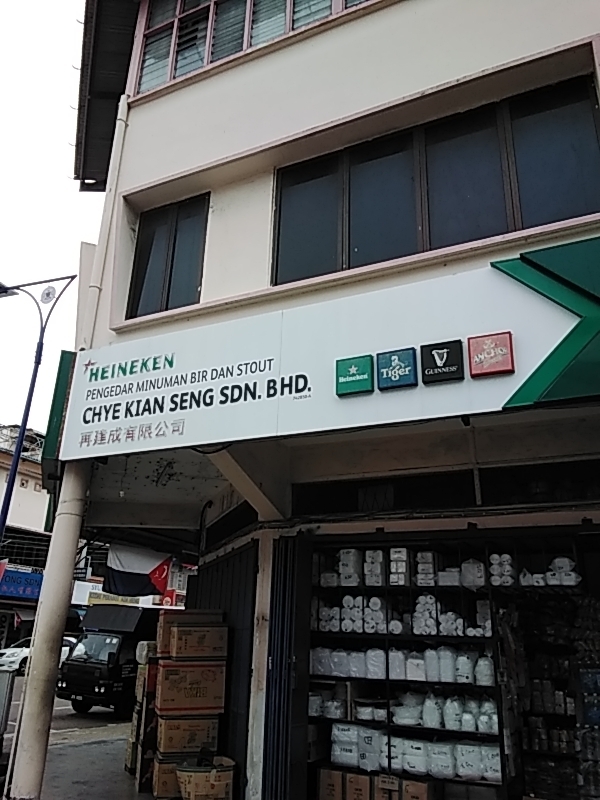 HEINEKEN
PENGEDAR MINUMAN BIR DAN STOUT
CHYE KIAN SENG SDN. BHD.
再建成有限公司
Heineken
Tiger
GUINNESS
ANCHOR